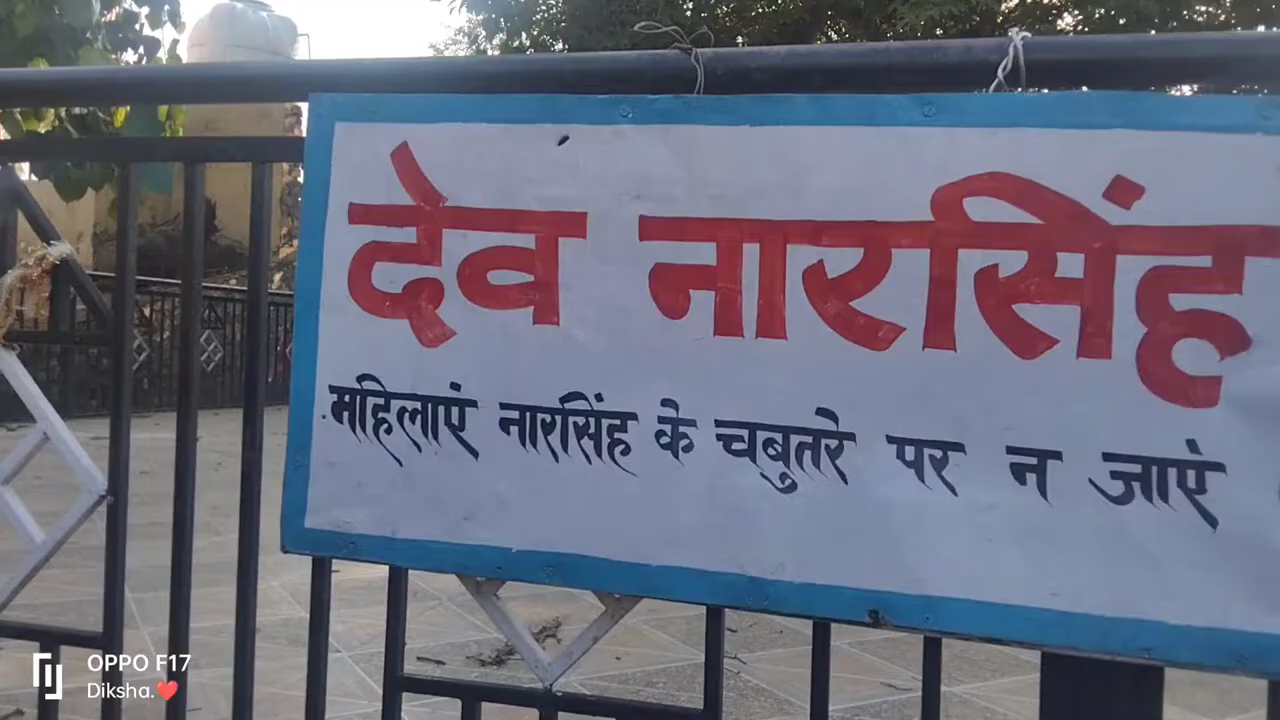 देव नारसिंह
महिलाएं नारसिंह के चबुतरे पर न जाएं
OPPO F17
Diksha.❤️